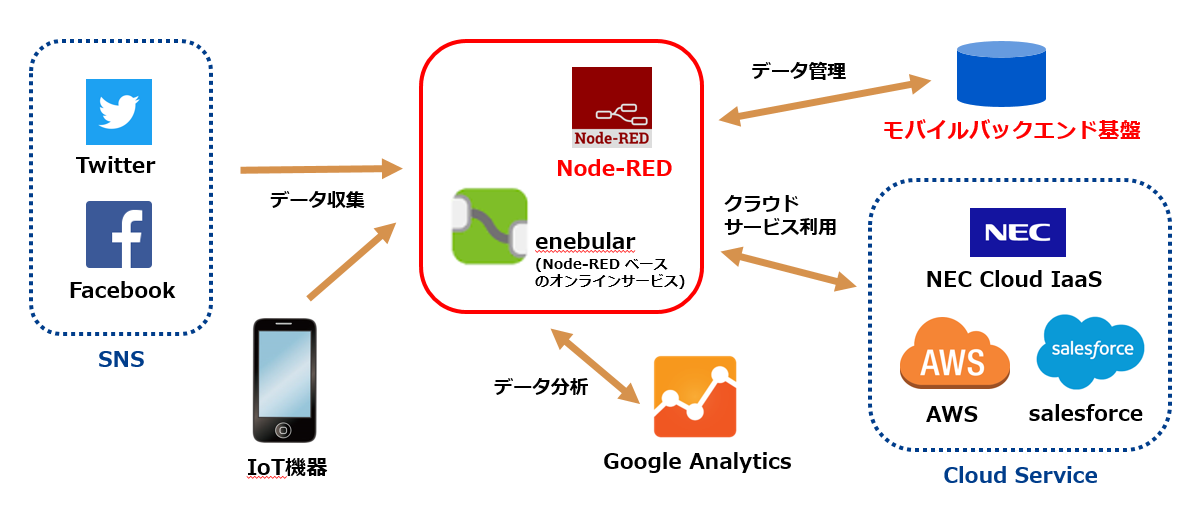 Twitter
Facebook
SNS
データ収集
IoT機器
Node-RED
Node-RED
enebular
(Node-RED ベース
のオンラインサービス)
データ分析
Google Analytics
データ管理
モバイルバックエンド基盤
クラウド
サービス利用
NEC
NEC Cloud IaaS
AWS
AWS
salesforce
salesforce
Cloud Service